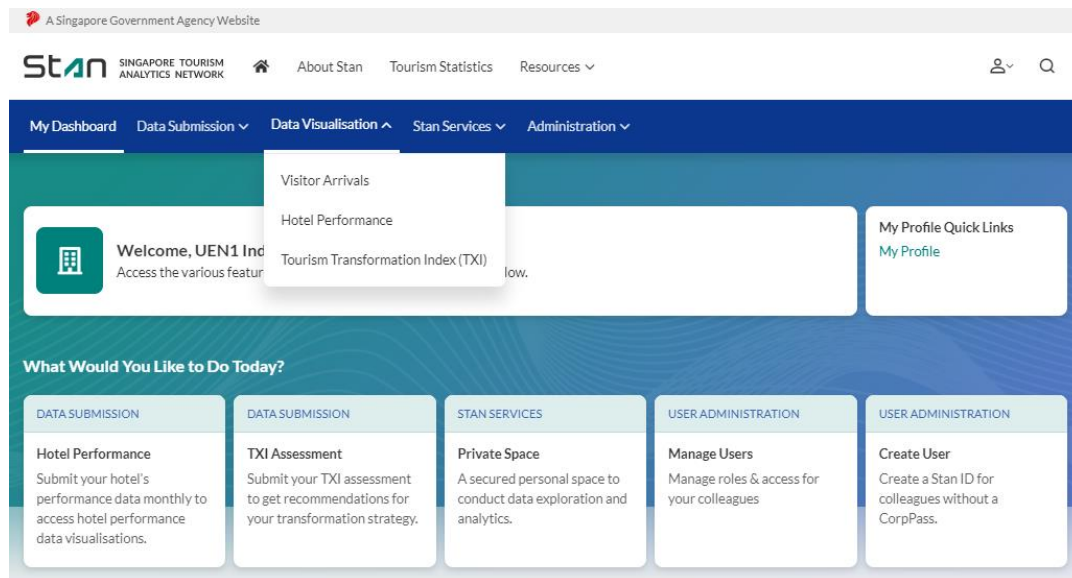 A Singapore Government Agency Website
Stan SINGAPORE TOURISM
ANALYTICS NETWORK
About Stan Tourism Statistics Resources
My Dashboard Data Submission Data Visualisation Stan Services Administration
Visitor Arrivals
Hotel Performance
Tourism Transformation Index (TXI)
Welcome, UEN1 Ind
Access the various featur
low.
My Profile Quick Links
My Profile
What Would You Like to Do Today?
DATA SUBMISSION
Hotel Performance
Submit your hotel's
performance data monthly to
access hotel performance
data visualisations.
DATA SUBMISSION
TXI Assessment
Submit your TXI assessment
to get recommendations for
your transformation strategy.
STAN SERVICES
Private Space
A secured personal space to
conduct data exploration and
analytics.
USER ADMINISTRATION
Manage Users
Manage roles & access for
your colleagues
USER ADMINISTRATION
Create User
Create a Stan ID for
colleagues without a
CorpPass.